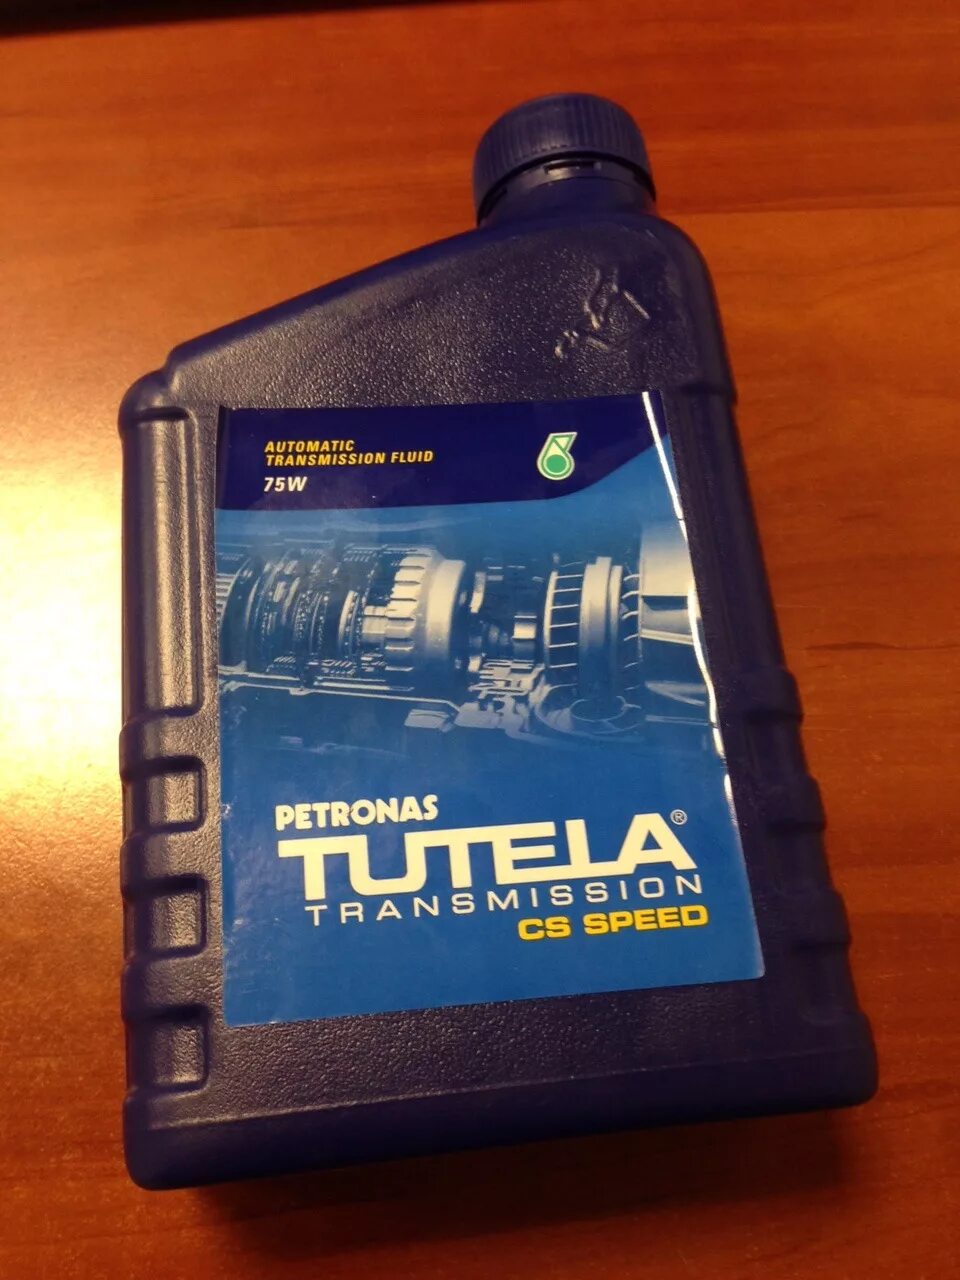 AUTOMATIC
TRANSMISSION FLUID
75W
PETRONAS
TUTELA®
TRANSMISSION
CS SPEED